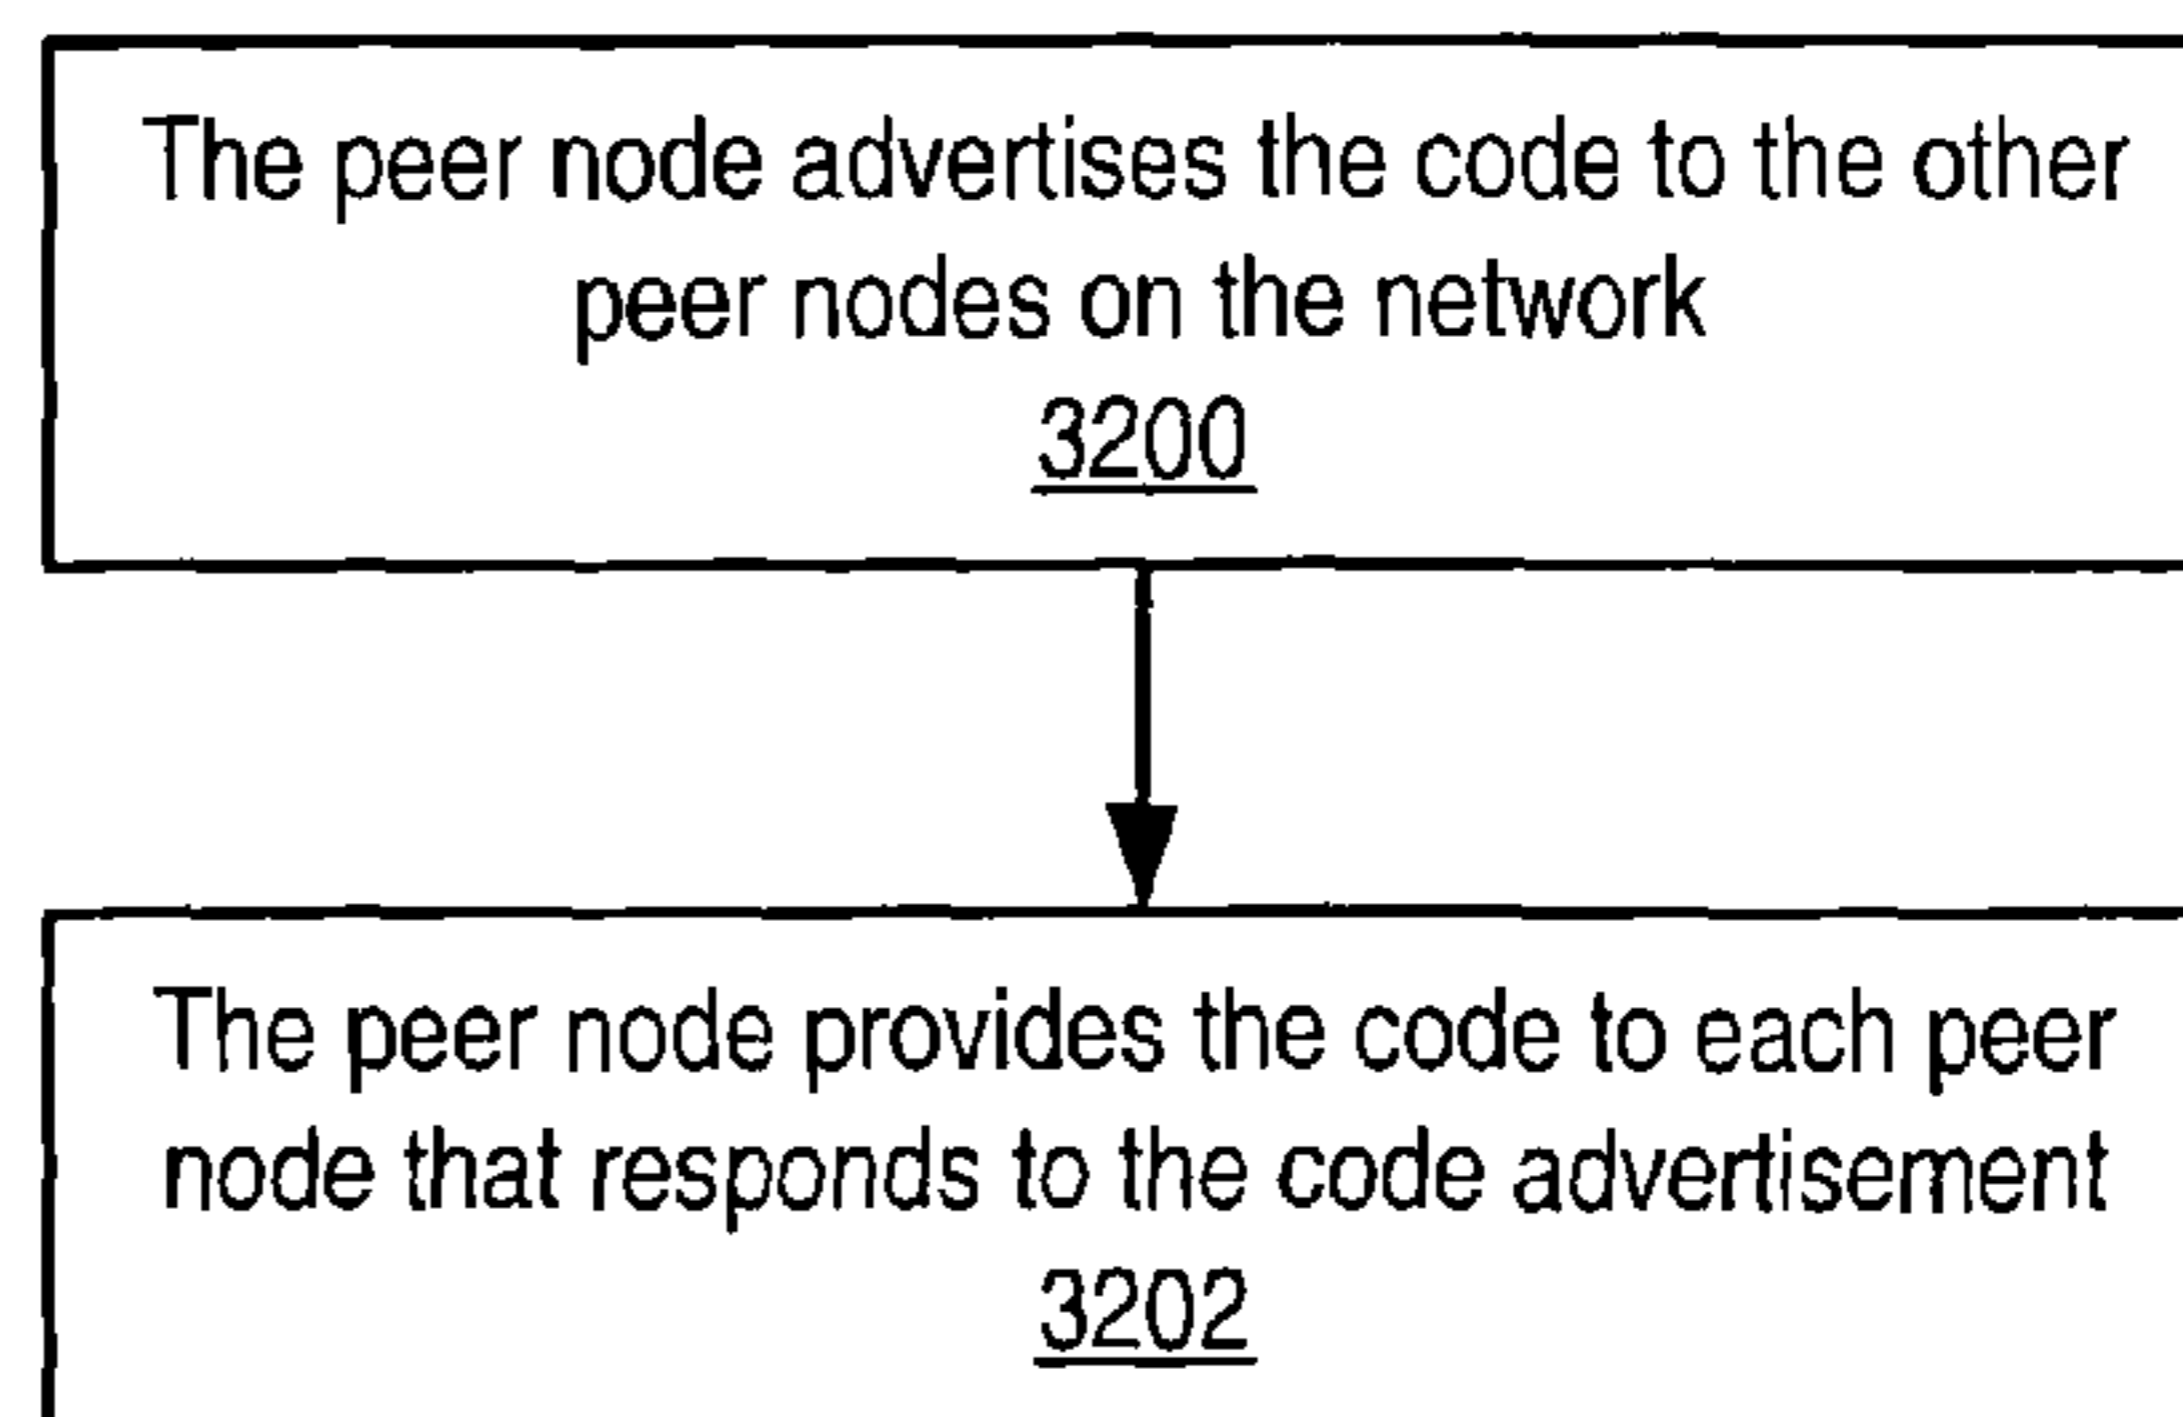 The peer node advertises the code to the other
peer nodes on the network
3200
The peer node provides the code to each peer
node that responds to the code advertisement
3202